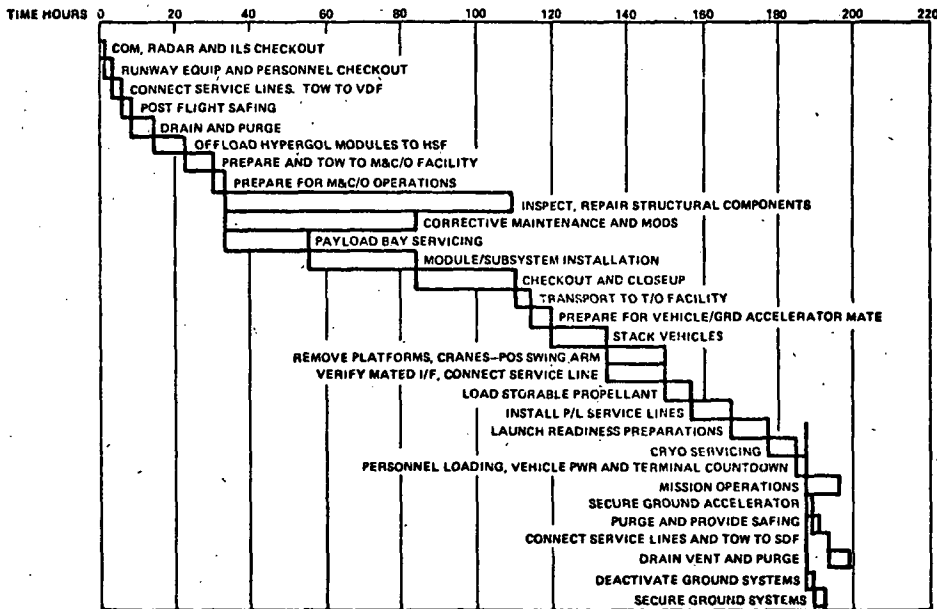 TIME HOURS 0 20 40 60 80 100 120 140 160 180 200 220
COM, RADAR AND ILS CHECKOUT
RUNWAY EQUIP AND PERSONNEL CHECKOUT
CONNECT SERVICE LINES. TOW TO VDF
POST FLIGHT SAFING
DRAIN AND PURGE
OFFLOAD HYPERGOL MODULES TO HSF
PREPARE AND TOW TO M&C/O FACILITY
PREPARE FOR M&C/O OPERATIONS
INSPECT, REPAIR STRUCTURAL COMPONENTS
CORRECTIVE MAINTENANCE AND MODS
PAYLOAD BAY SERVICING
MODULE/SUBSYSTEM INSTALLATION
CHECKOUT AND CLOSEUP
TRANSPORT TO T/O FACILITY
PREPARE FOR VEHICLE/GRD ACCELERATOR MATE
STACK VEHICLES
REMOVE PLATFORMS, CRANES-POS SWING ARM
VERIFY MATED I/F, CONNECT SERVICE LINE
LOAD STORABLE PROPELLANT
INSTALL P/L SERVICE LINES
LAUNCH READINESS PREPARATIONS
CRYO SERVICING
PERSONNEL LOADING, VEHICLE PWR AND TERMINAL COUNTDOWN
MISSION OPERATIONS
SECURE GROUND ACCELERATOR
PURGE AND PROVIDE SAFING
CONNECT SERVICE LINES AND TOW TO SDF
DRAIN VENT AND PURGE
DEACTIVATE GROUND SYSTEMS
SECURE GROUND SYSTEMS